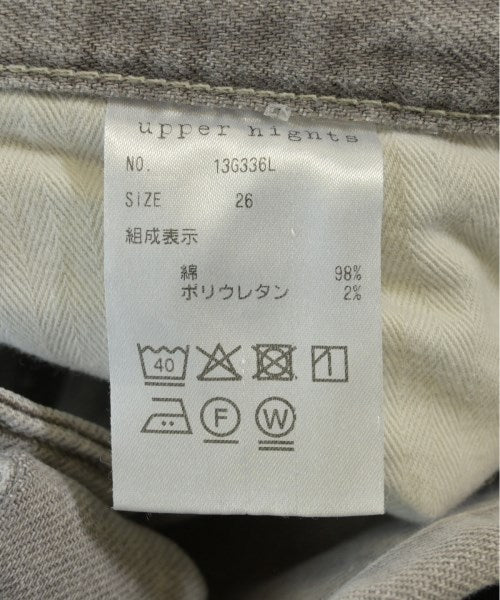 upper hights
NO. 13G336L
SIZE 26
組成表示
綿 98%
ポリウレタン 2%
40
F W